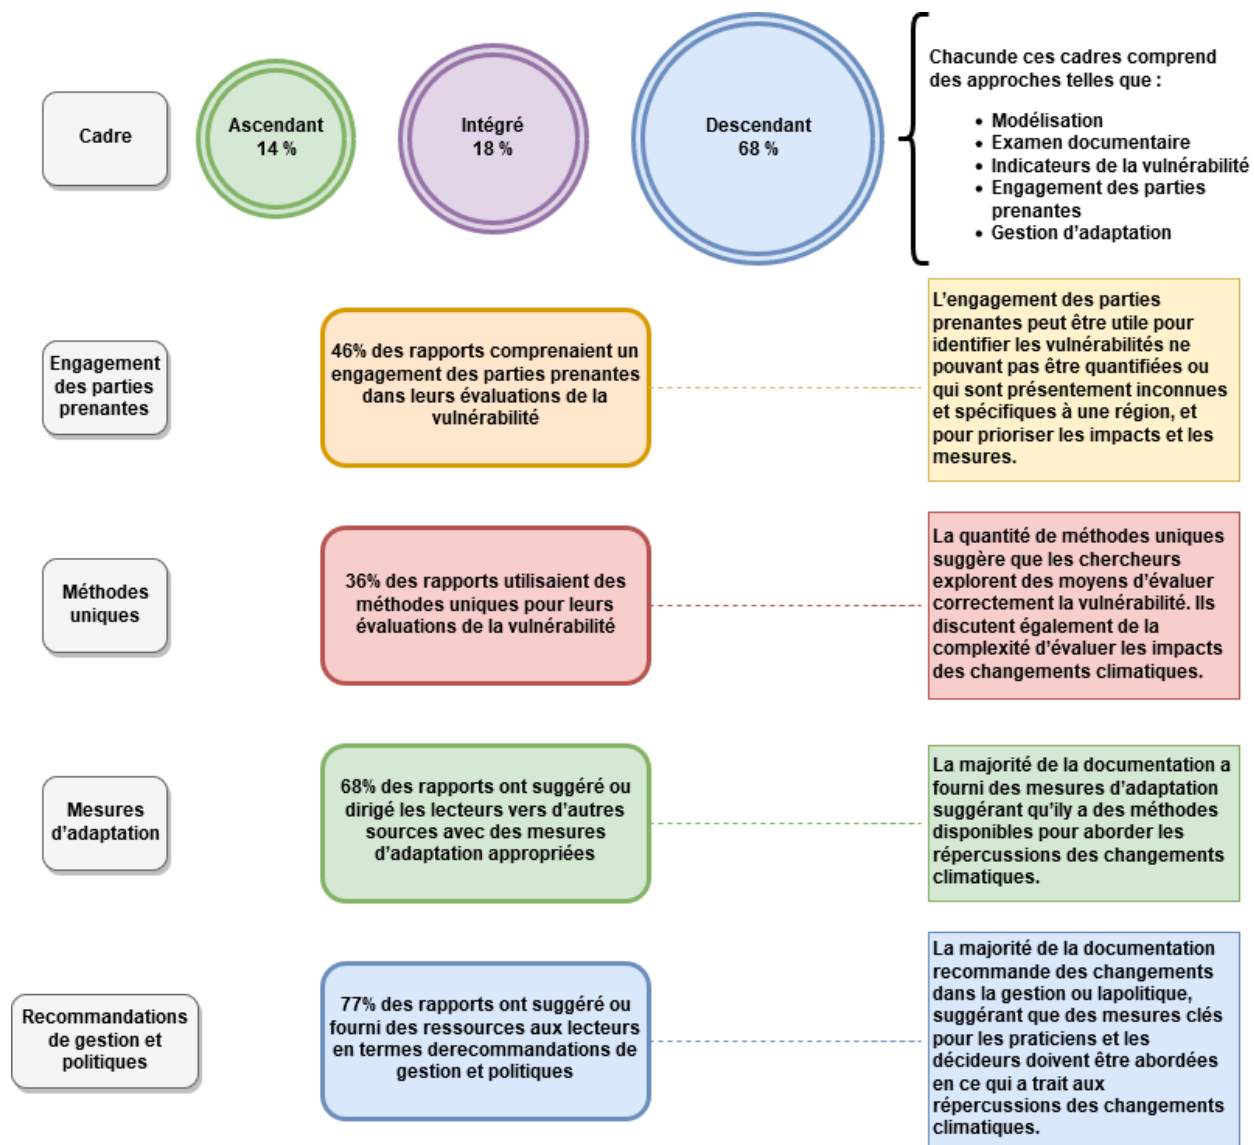 Cadre
Ascendant
14 %
Intégré
18 %
Descendant
68 %
Chacunde ces cadres comprend
des approches telles que :
• Modélisation
• Examen documentaire
• Indicateurs de la vulnérabilité
• Engagement des parties
prenantes
• Gestion d’adaptation
Engagement
des parties
prenantes
46% des rapports comprenaient un
engagement des parties prenantes
dans leurs évaluations de la
vulnérabilité
L’engagement des parties
prenantes peut être utile pour
identifier les vulnérabilités ne
pouvant pas être quantifiées ou
qui sont présentement inconnues
et spécifiques à une région, et
pour prioriser les impacts et les
mesures.
Méthodes
uniques
36% des rapports utilisaient des
méthodes uniques pour leurs
évaluations de la vulnérabilité
La quantité de méthodes uniques
suggère que les chercheurs
explorent des moyens d’évaluer
correctement la vulnérabilité. Ils
discutent également de la
complexité d’évaluer les impacts
des changements climatiques.
Mesures
d’adaptation
68% des rapports ont suggéré ou
dirigé les lecteurs vers d’autres
sources avec des mesures
d’adaptation appropriées
La majorité de la documentation a
fourni des mesures d’adaptation
suggérant qu’ily a des méthodes
disponibles pour aborder les
répercussions des changements
climatiques.
Recommandations
de gestion et
politiques
77% des rapports ont suggéré ou
fourni des ressources aux lecteurs
en termes derecommandations de
gestion et politiques
La majorité de la documentation
recommande des changements
dans la gestion ou lapolitique,
suggérant que des mesures clés
pour les praticiens et les
décideurs doivent être abordées
en ce qui a trait aux
répercussions des changements
climatiques.